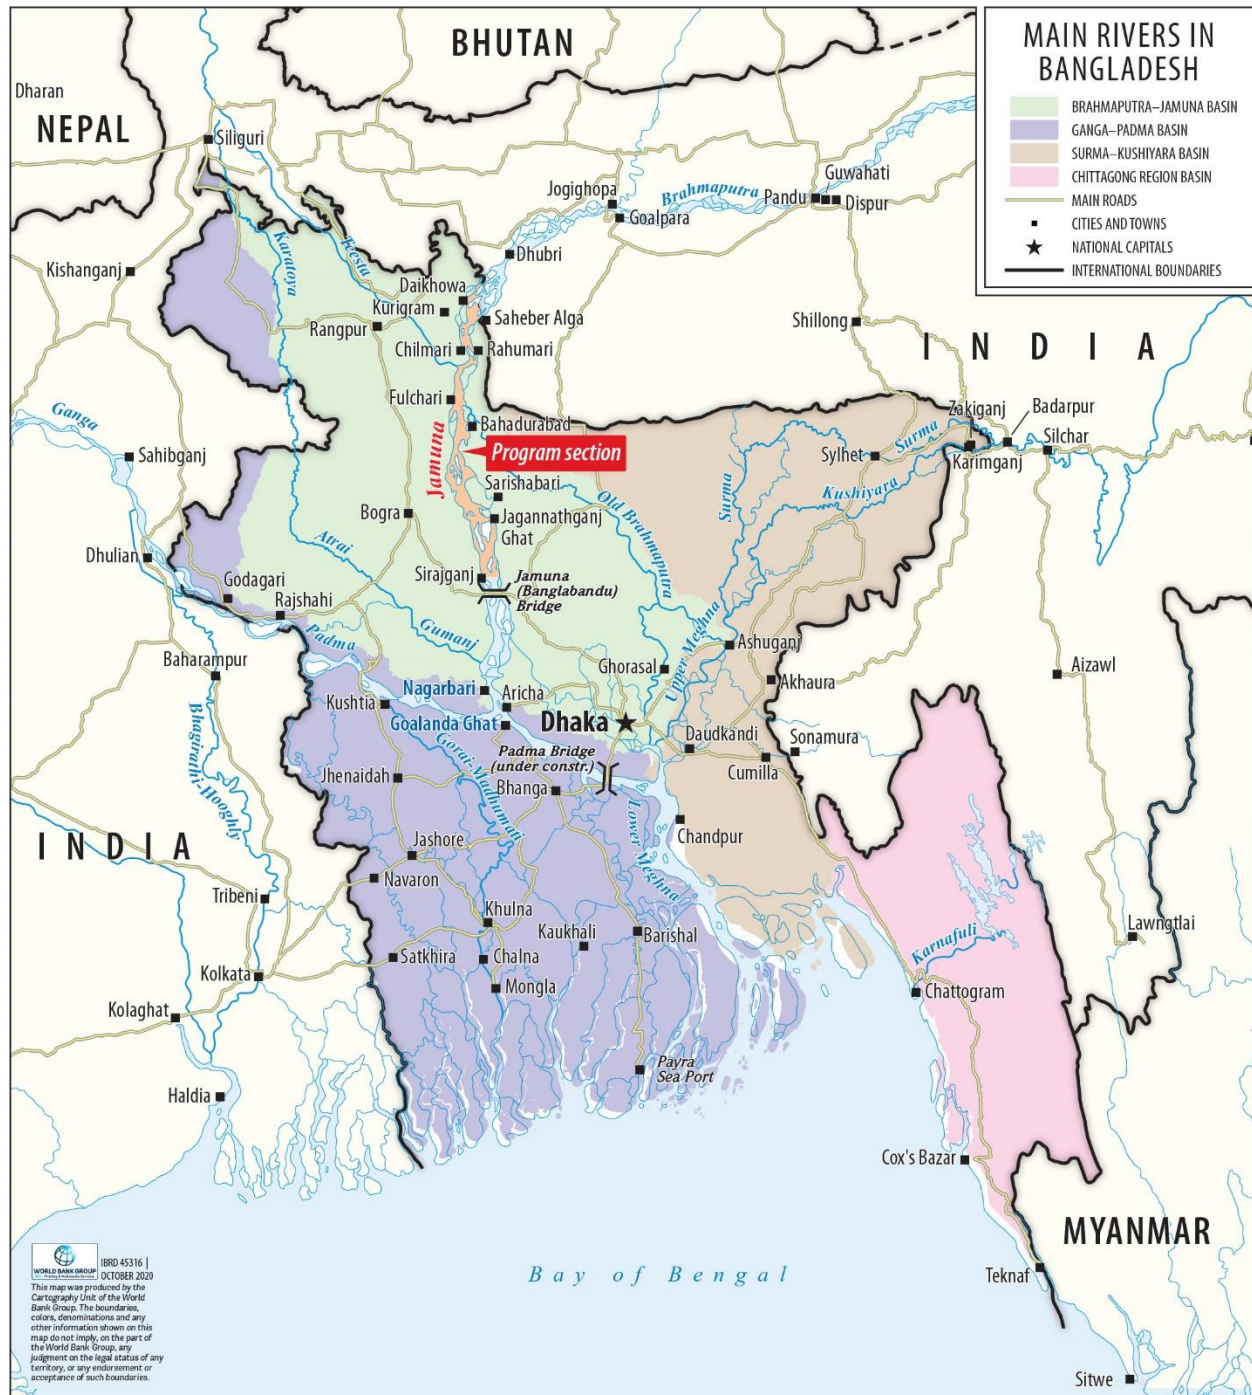 MAIN RIVERS IN
BANGLADESH
BRAHMAPUTRA–JAMUNA BASIN
GANGA–PADMA BASIN
SURMA–KUSHIYARA BASIN
CHITTAGONG REGION BASIN
MAIN ROADS
CITIES AND TOWNS
NATIONAL CAPITALS
INTERNATIONAL BOUNDARIES
BHUTAN
Dharan
NEPAL
Siliguri
Guwahati
Jogighopa
Brahmaputra
Pandu
Dispur
Goalpara
Karatoya
Teesta
Dhubri
Kishanganj
Daikhowa
Kurigram
Saheber Alga
Rangpur
Shillong
INDIA
Chilmari
Rahumari
Fulchari
Zakiganj
Badarpur
Ganga
Bahadurabad
Surma
Silchar
Sahibganj
Jamuna
Program section
Sylhet
Karimganj
Kushiyara
Sarishabari
Old Brahmaputra
Surma
Bogra
Jagannathganj
Ghat
Atrai
Dhulian
Sirajganj
Jamuna
(Banglabandu)
Bridge
Godagari
Rajshahi
Padma
Gumanj
Upper Meghna
Ashuganj
Baharampur
Ghorasal
Aizawl
Nagarbari
Aricha
Akhaura
Kushtia
Goalanda Ghat
Dhaka
Bhagirathi-Hooghly
Gorai-Madhumati
Padma Bridge
(under constr.)
Daudkandi
Sonamura
Cumilla
Jhenaidah
Bhanga
Lower Meghna
Chandpur
INDIA
Jashore
Navaron
Tribeni
Khulna
Kaukhali
Barishal
Karnafuli
Lawngtlai
Satkhira
Chalna
Kolkata
Mongla
Chattogram
Kolaghat
Payra
Sea Port
Haldia
Cox's Bazar
MYANMAR
Bay of Bengal
Teknaf
Sitwe
WORLD BANK GROUP
IBRD 45316 |
OCTOBER 2020
This map was produced by the
Cartography Unit of the World
Bank Group. The boundaries,
colors, denominations and any
other information shown on this
map do not imply, on the part of
the World Bank Group, any
judgment on the legal status of any
territory, or any endorsement or
acceptance of such boundaries.